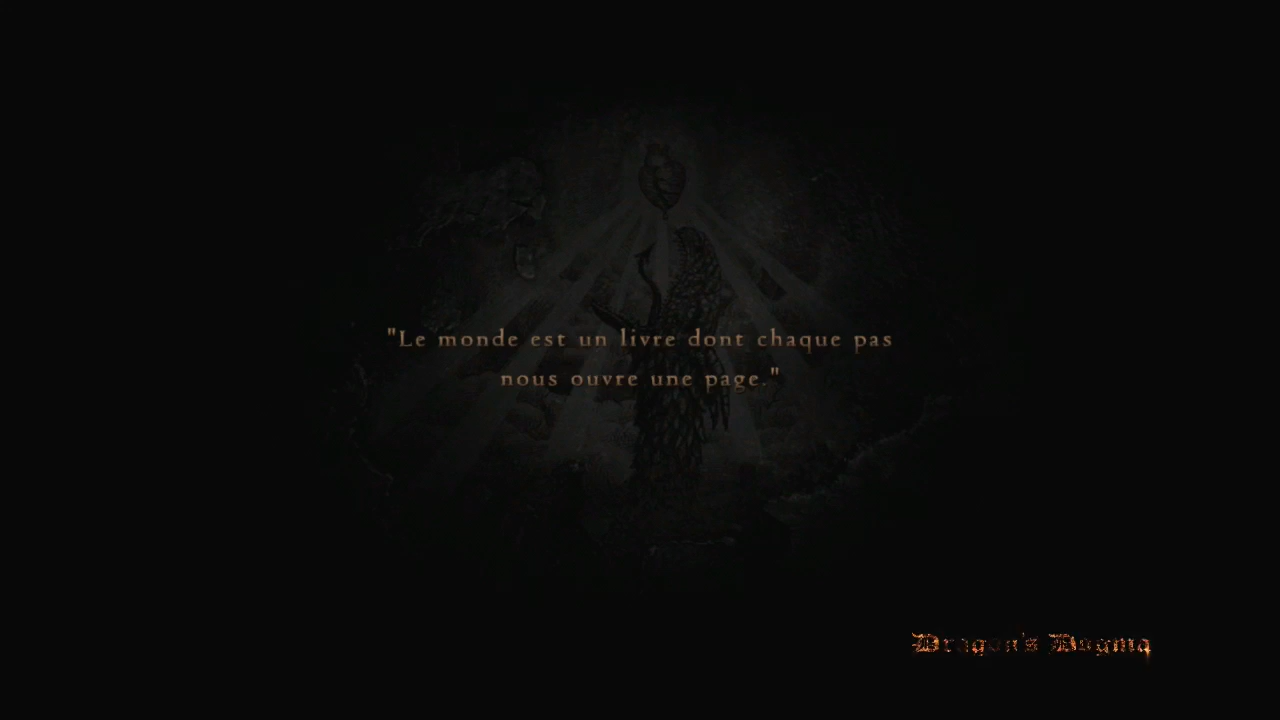 "Le monde est un livre dont chaque pas
nous ouvre une page."
Dragon's Dogma